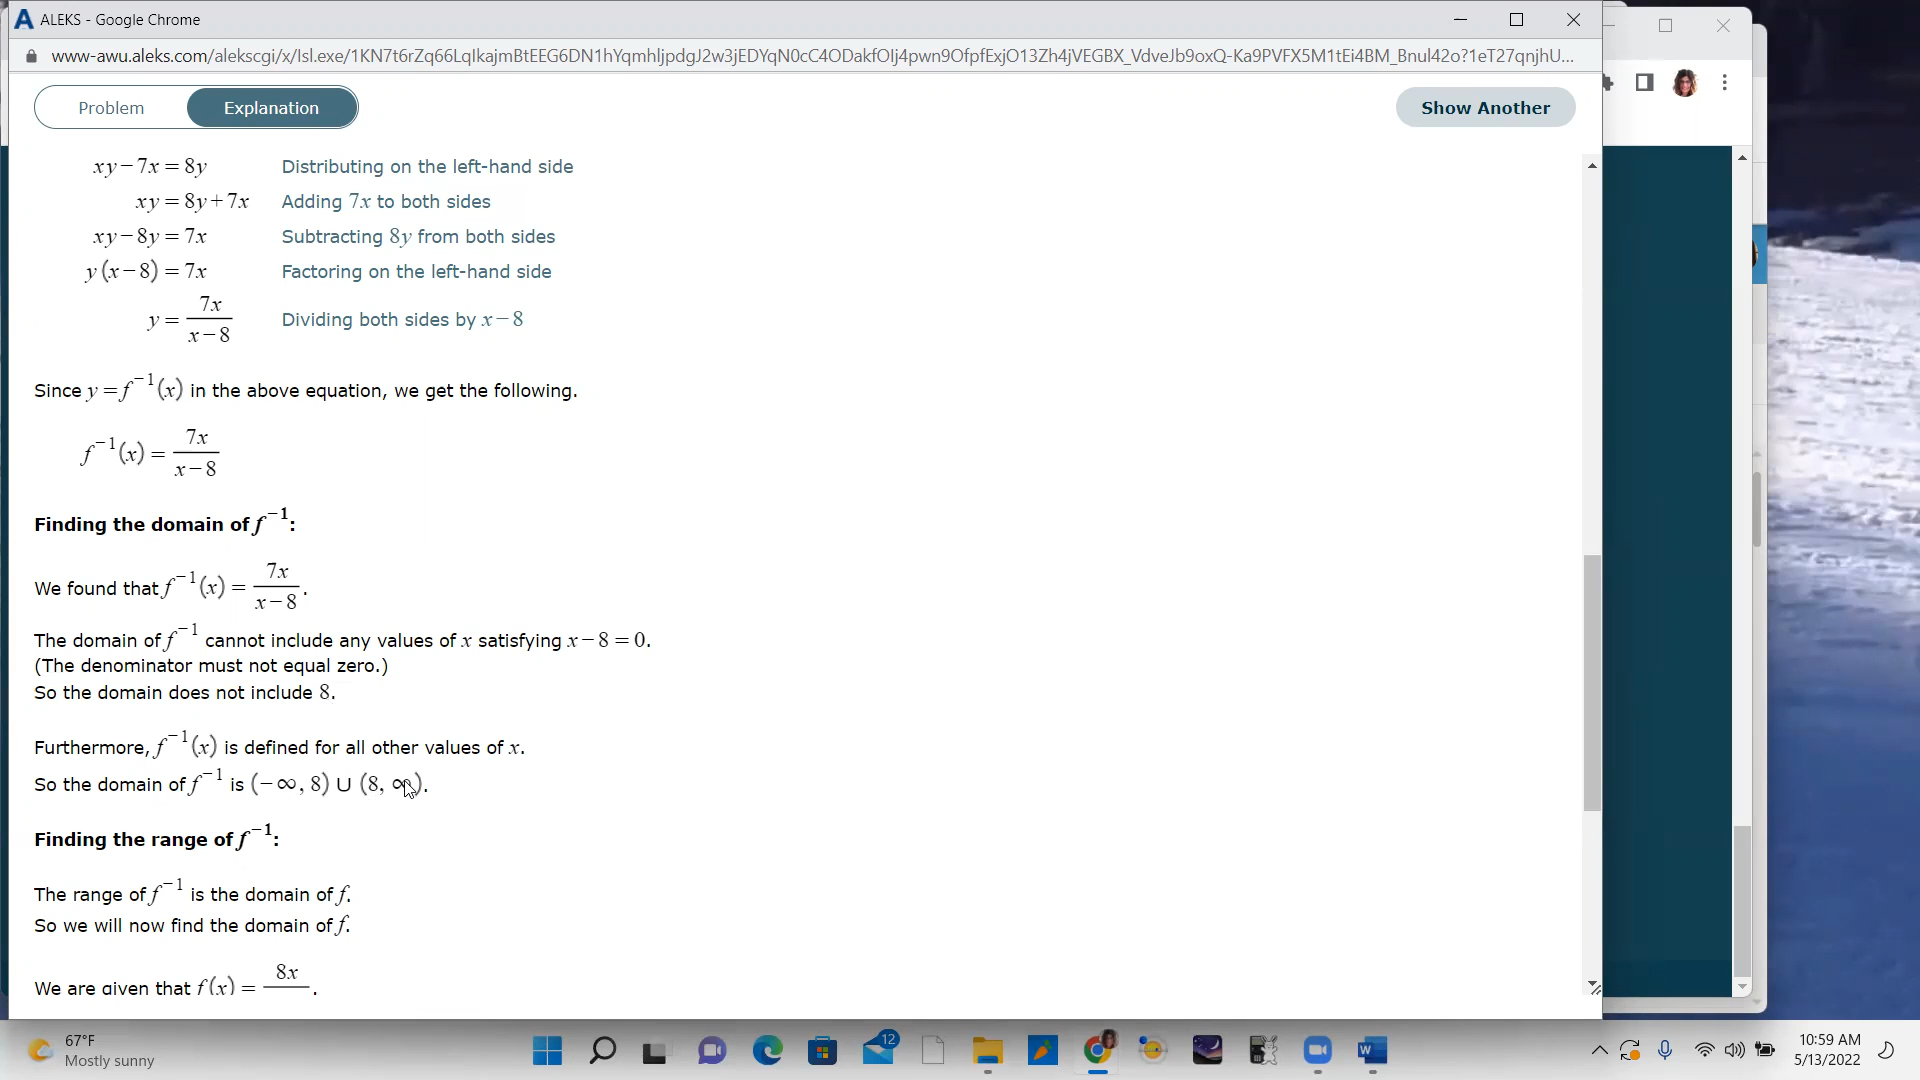 ALEKS - Google Chrome
www-awu.aleks.com/alekscgi/x/Isl.exe/1KN7t6rZq66LqIkajmBtEEG6DN1hYqmhljpdgJ2w3jEDYqN0cC4ODakfOlj4pwn9OfpfExjO13Zh4jVEGBX_VdveJb9oxQ-Ka9PVFX5M1tEi4BM_Bnul42o?1eT27qnjhU...
Problem Explanation Show Another
xy−7x = 8y Distributing on the left-hand side
xy = 8y+7x Adding 7x to both sides
xy−8y = 7x Subtracting 8y from both sides
y(x−8) = 7x Factoring on the left-hand side
y = 7x/(x−8) Dividing both sides by x−8
Since y=f⁻¹(x) in the above equation, we get the following.
f⁻¹(x) = 7x/(x−8)
Finding the domain of f⁻¹:
We found that f⁻¹(x) = 7x/(x−8).
The domain of f⁻¹ cannot include any values of x satisfying x−8 = 0.
(The denominator must not equal zero.)
So the domain does not include 8.
Furthermore, f⁻¹(x) is defined for all other values of x.
So the domain of f⁻¹ is (−∞, 8) ∪ (8, ∞).
Finding the range of f⁻¹:
The range of f⁻¹ is the domain of f.
So we will now find the domain of f.
We are given that f(x) = 8x/ .
67°F
Mostly sunny
12
10:59 AM
5/13/2022